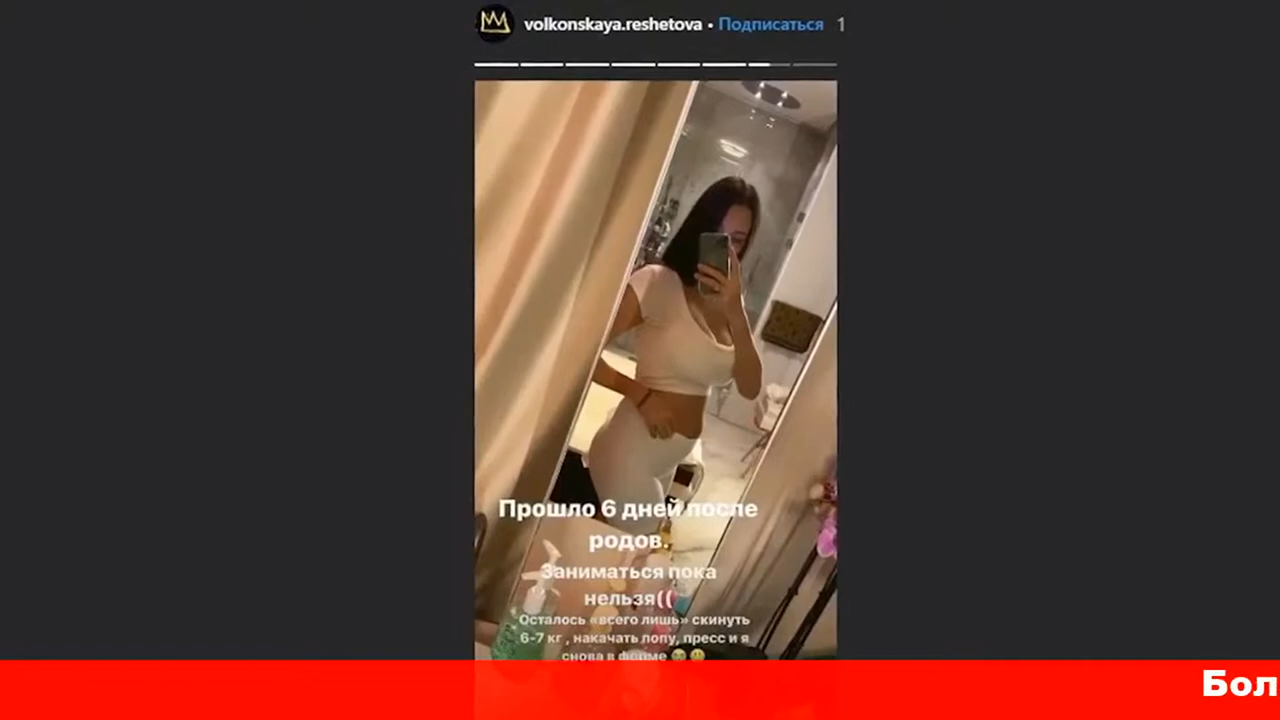 volkonskaya.reshetova • Подписаться 1
Прошло 6 дней после
родов.
Заниматься пока
нельзя((
Осталось «всего лишь» скинуть
6-7 кг , накачать попу, пресс и я
снова в форме 😭🙂
Бол